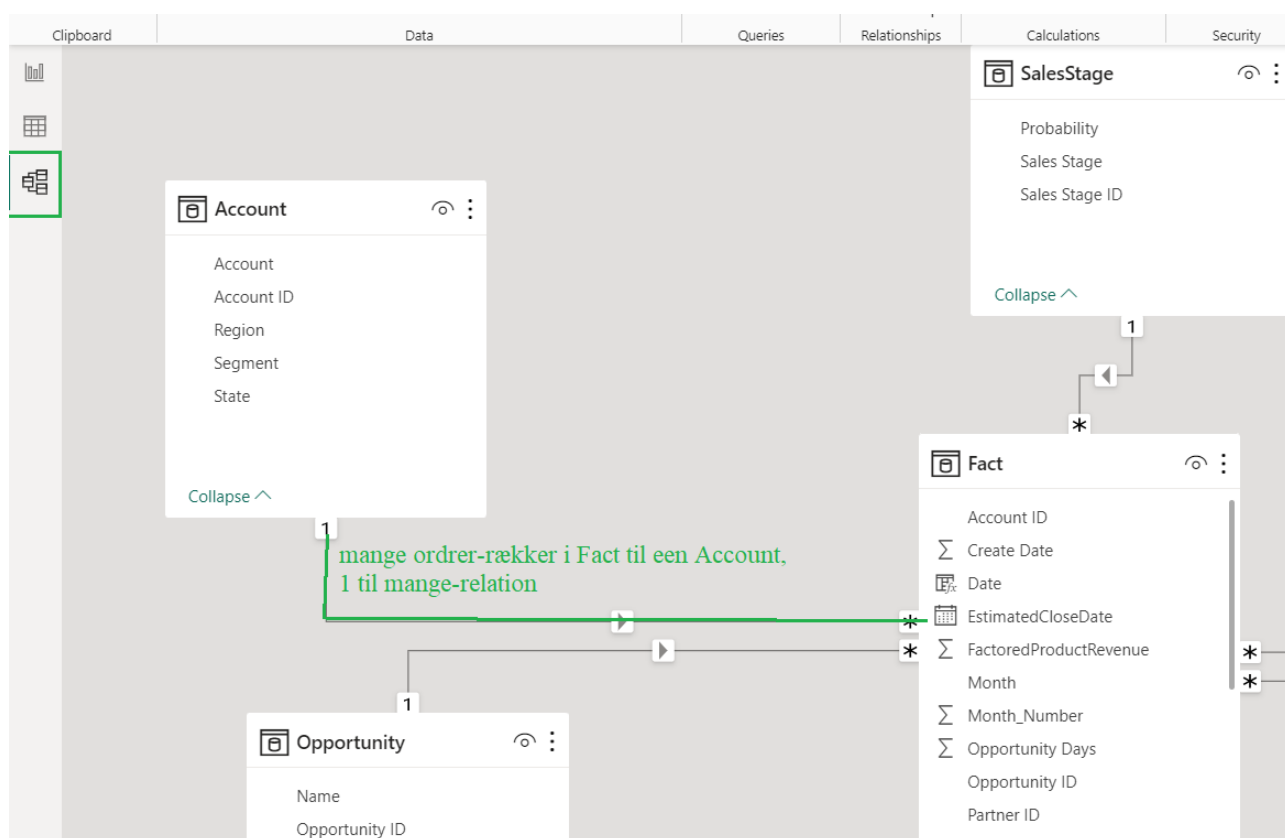 Clipboard
Data
Queries
Relationships
Calculations
Security
SalesStage
Probability
Sales Stage
Sales Stage ID
Collapse
1
*
Account
Account
Account ID
Region
Segment
State
Collapse
1
mange ordrer-rækker i Fact til een Account,
1 til mange-relation
*
*
1
Fact
Account ID
Σ Create Date
Date
EstimatedCloseDate
Σ FactoredProductRevenue
Month
Σ Month_Number
Σ Opportunity Days
Opportunity ID
Partner ID
*
*
Opportunity
Name
Opportunity ID